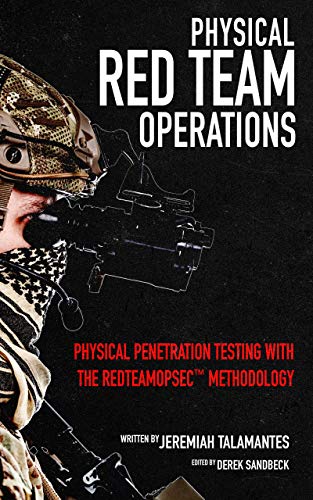 PHYSICAL
RED TEAM
OPERATIONS
PHYSICAL PENETRATION TESTING WITH
THE REDTEAMOPSEC™ METHODOLOGY
WRITTEN BY JEREMIAH TALAMANTES
EDITED BY DEREK SANDBECK